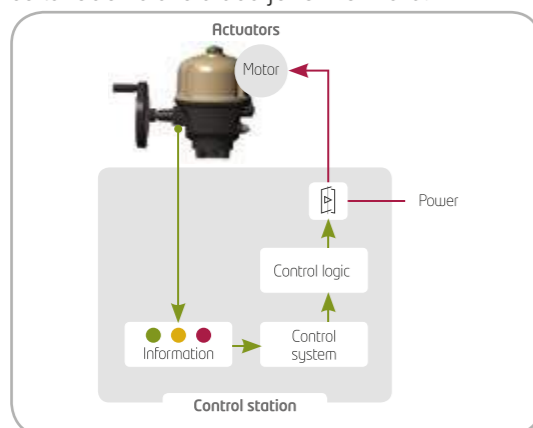 Actuators
Motor
Power
Control logic
Information
Control
system
Control station